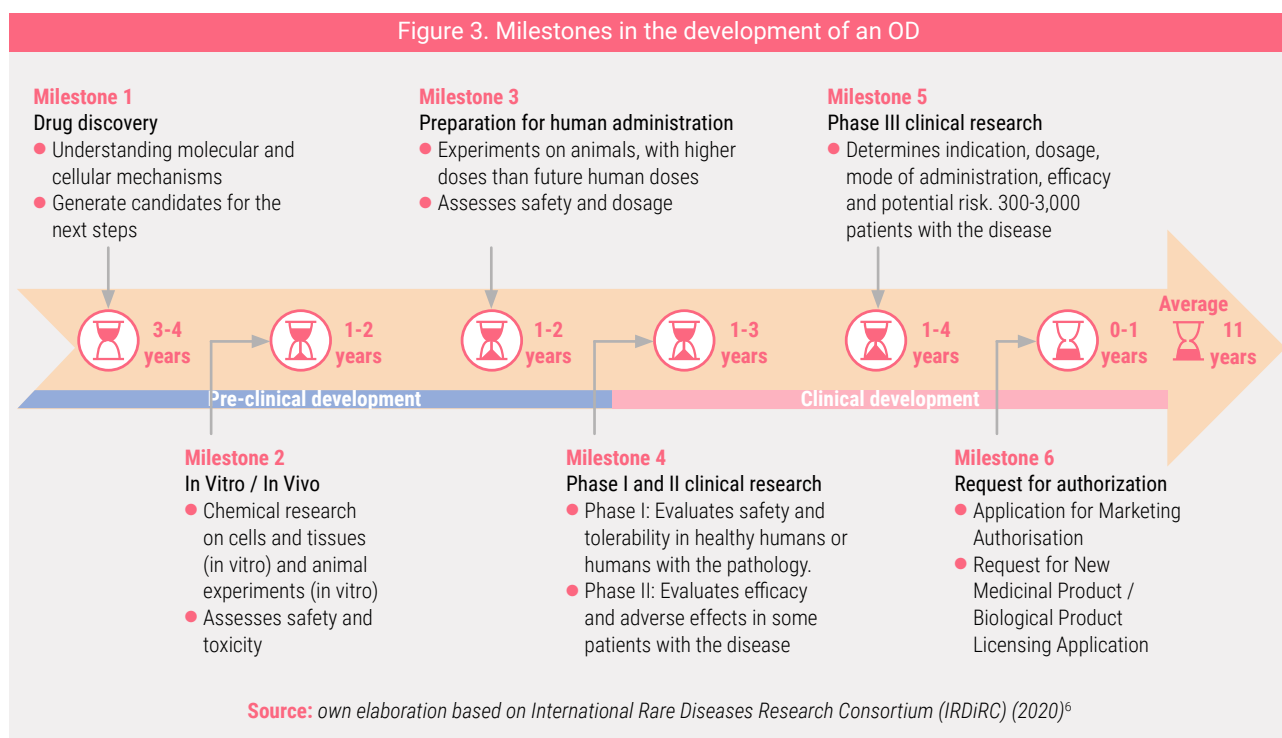 Figure 3. Milestones in the development of an OD
Milestone 1
Drug discovery
● Understanding molecular and
cellular mechanisms
● Generate candidates for the
next steps
Milestone 3
Preparation for human administration
● Experiments on animals, with higher
doses than future human doses
● Assesses safety and dosage
Milestone 5
Phase III clinical research
● Determines indication, dosage,
mode of administration, efficacy
and potential risk. 300-3,000
patients with the disease
3-4
years
1-2
years
1-2
years
1-3
years
1-4
years
0-1
years
Average
11
years
Pre-clinical development
Clinical development
Milestone 2
In Vitro / In Vivo
● Chemical research
on cells and tissues
(in vitro) and animal
experiments (in vitro)
● Assesses safety and
toxicity
Milestone 4
Phase I and II clinical research
● Phase I: Evaluates safety and
tolerability in healthy humans or
humans with the pathology.
● Phase II: Evaluates efficacy
and adverse effects in some
patients with the disease
Milestone 6
Request for authorization
● Application for Marketing
Authorisation
● Request for New
Medicinal Product /
Biological Product
Licensing Application
Source: own elaboration based on International Rare Diseases Research Consortium (IRDiRC) (2020)⁶